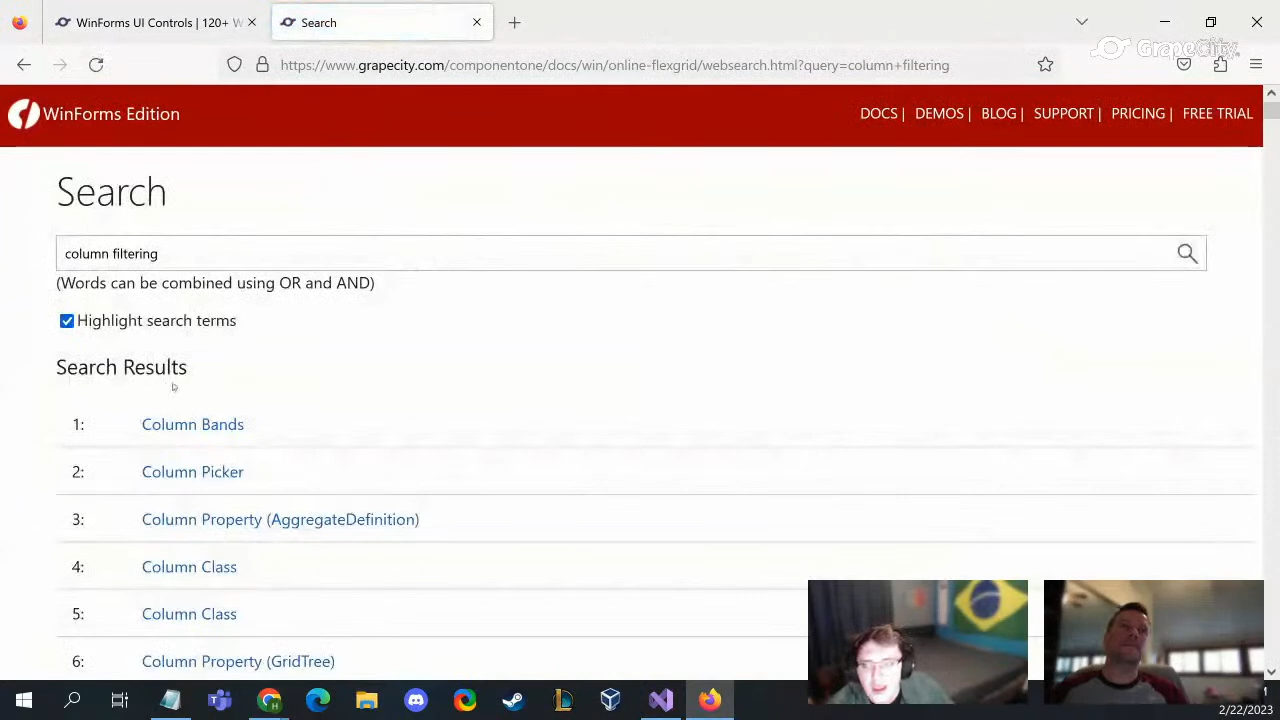 WinForms UI Controls | 120+ W
Search
GrapeCity
https://www.grapecity.com/componentone/docs/win/online-flexgrid/websearch.html?query=column+filtering
WinForms Edition
DOCS | DEMOS | BLOG | SUPPORT | PRICING | FREE TRIAL
Search
column filtering
(Words can be combined using OR and AND)
Highlight search terms
Search Results
1: Column Bands
2: Column Picker
3: Column Property (AggregateDefinition)
4: Column Class
5: Column Class
6: Column Property (GridTree)
2/22/2023